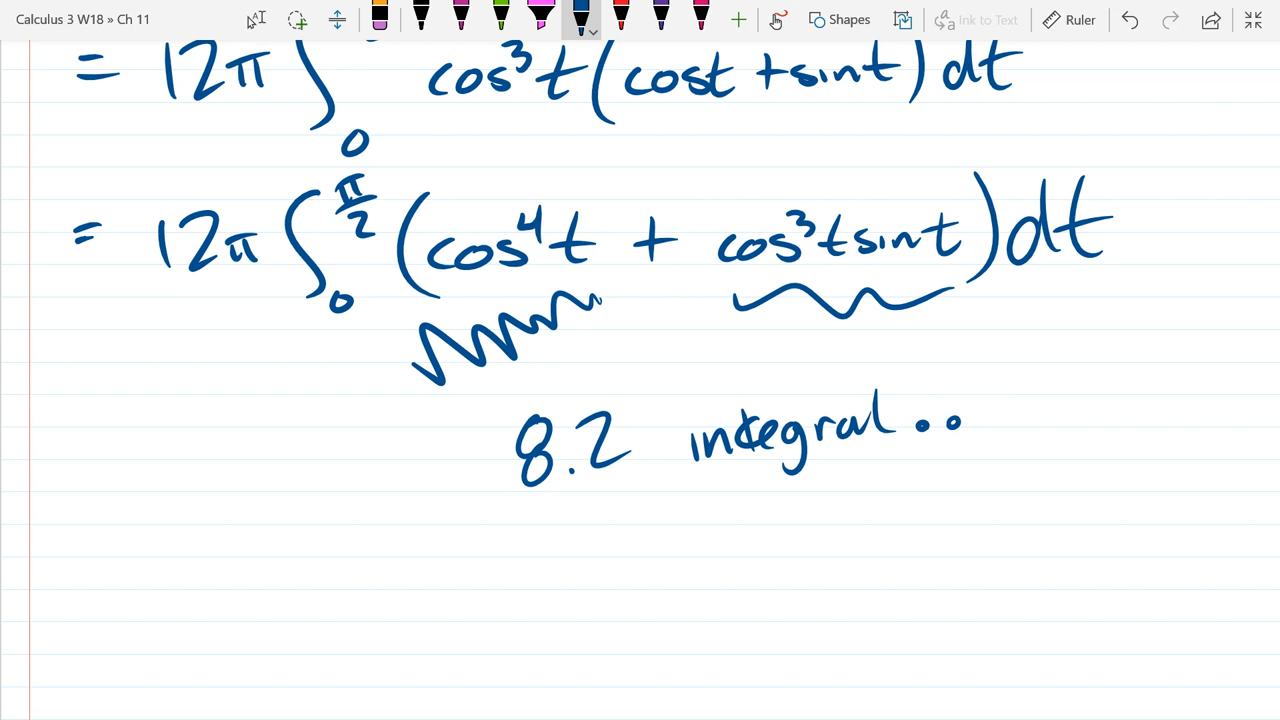 Calculus 3 W18 » Ch 11
Shapes
Ink to Text
Ruler
= 12π ∫₀ cos³t(cost + sint)dt
= 12π ∫₀^(π/2) (cos⁴t + cos³t sint)dt
8.2 integral..